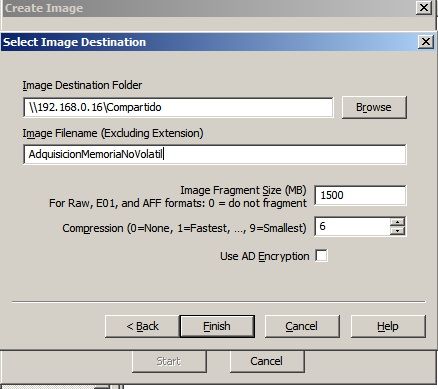 Create Image
Select Image Destination
Image Destination Folder
\\192.168.0.16\Compartido
Browse
Image Filename (Excluding Extension)
AdquisicionMemoriaNoVolatil
Image Fragment Size (MB)
1500
For Raw, E01, and AFF formats: 0 = do not fragment
Compression (0=None, 1=Fastest, ..., 9=Smallest)
6
Use AD Encryption
< Back
Finish
Cancel
Help
Start
Cancel